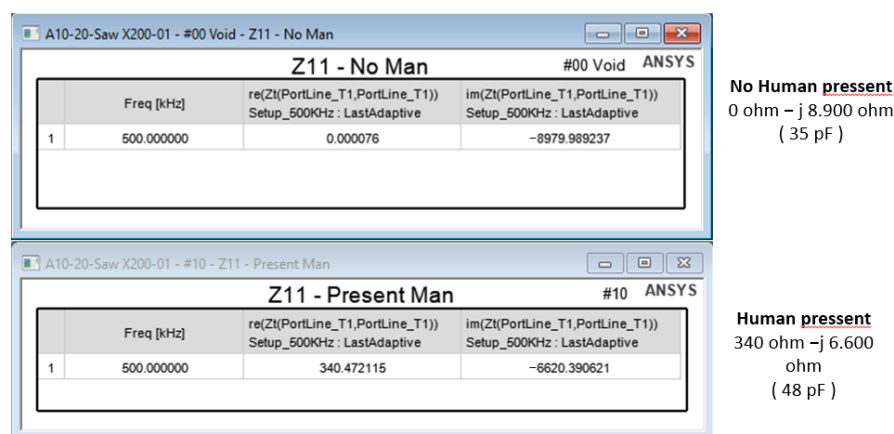 A10-20-Saw X200-01 - #00 Void - Z11 - No Man
Z11 - No Man
#00 Void
ANSYS
Freq [kHz]
re(Zt(PortLine_T1,PortLine_T1))
Setup_500KHz : LastAdaptive
im(Zt(PortLine_T1,PortLine_T1))
Setup_500KHz : LastAdaptive
1 500.000000 0.000076 −8979.989237
No Human pressent
0 ohm – j 8.900 ohm
( 35 pF )
A10-20-Saw X200-01 - #10 - Z11 - Present Man
Z11 - Present Man
#10
ANSYS
Freq [kHz]
re(Zt(PortLine_T1,PortLine_T1))
Setup_500KHz : LastAdaptive
im(Zt(PortLine_T1,PortLine_T1))
Setup_500KHz : LastAdaptive
1 500.000000 340.472115 −6620.390621
Human pressent
340 ohm –j 6.600
ohm
( 48 pF )